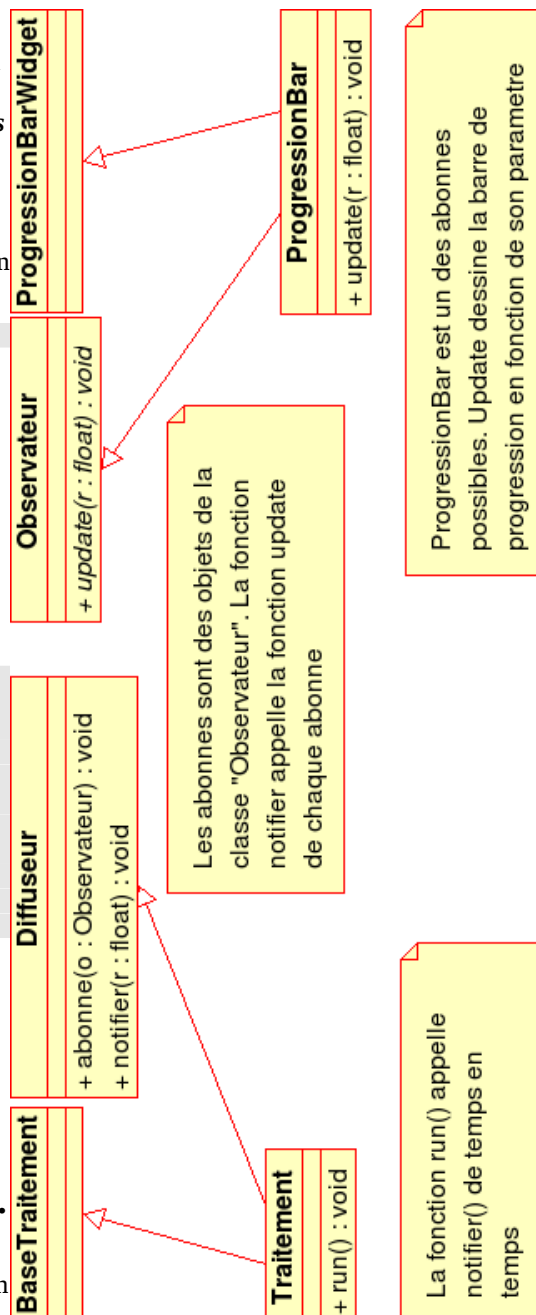 BaseTraitement
Diffuseur
+ abonne(o : Observateur) : void
+ notifier(r : float) : void
Observateur
+ update(r : float) : void
ProgressionBarWidget
Traitement
+ run() : void
Les abonnes sont des objets de la
classe "Observateur". La fonction
notifier appelle la fonction update
de chaque abonne
ProgressionBar
+ update(r : float) : void
La fonction run() appelle
notifier() de temps en
temps
ProgressionBar est un des abonnes
possibles. Update dessine la barre de
progression en fonction de son parametre
s
n
n